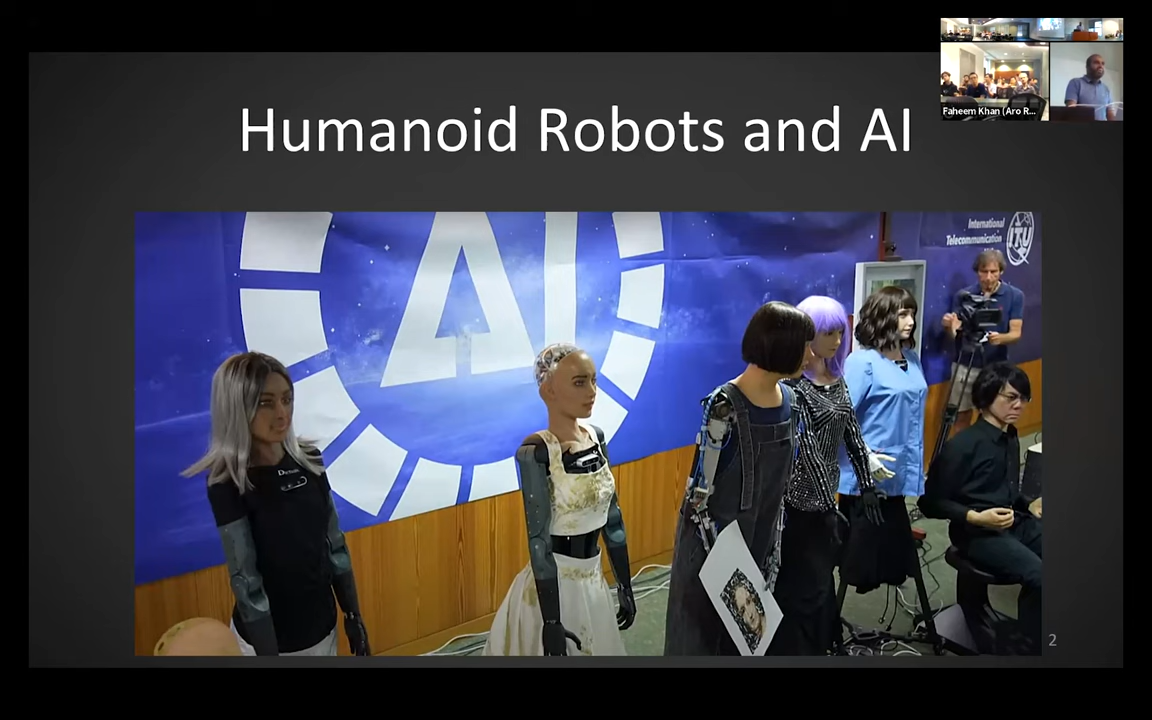 Humanoid Robots and AI
Faheem Khan (Aro R...
AI
International
Telecommunication
ITU
2